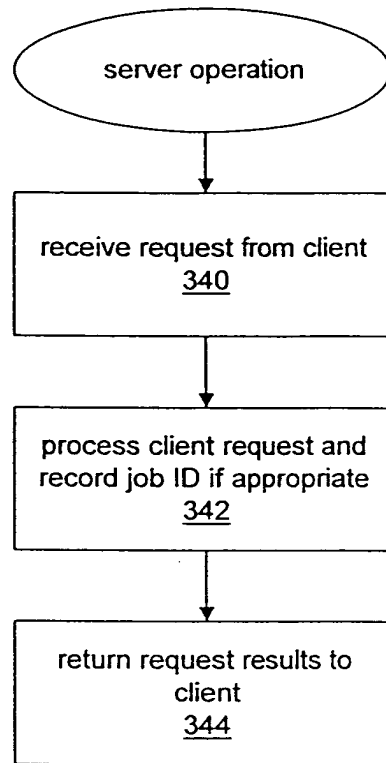 server operation
receive request from client
340
process client request and
record job ID if appropriate
342
return request results to
client
344